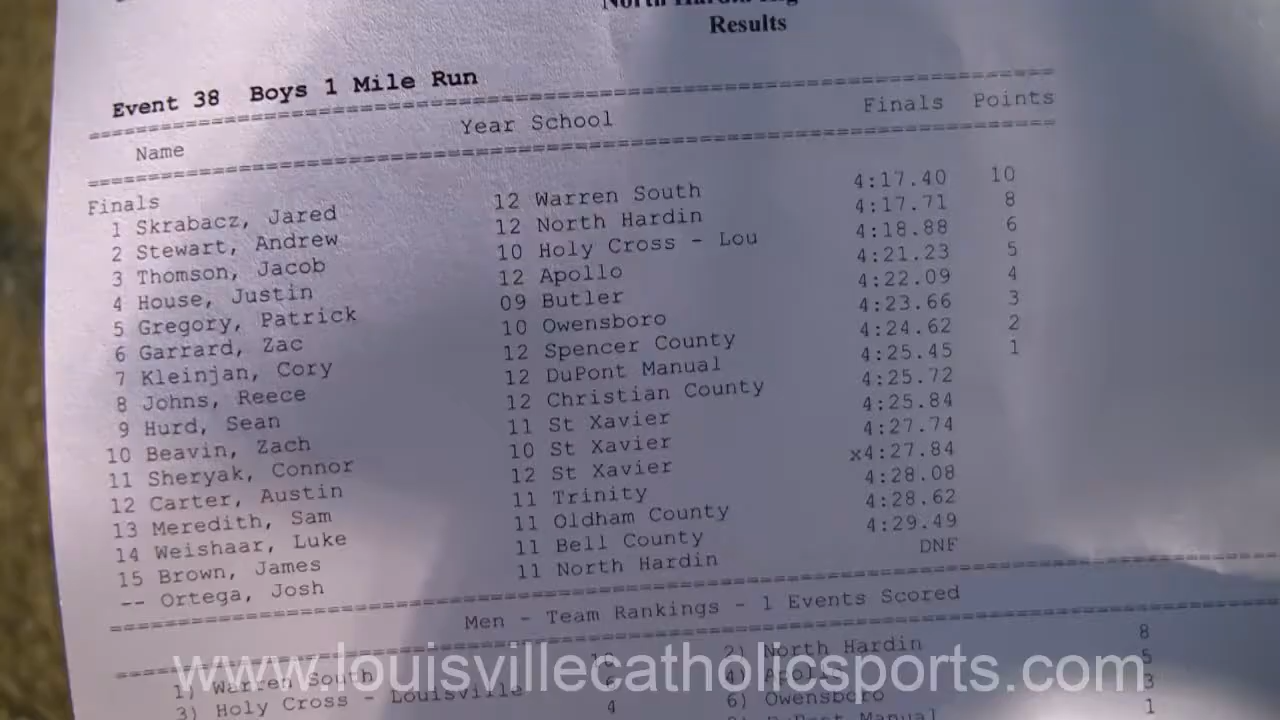 Results
Event 38 Boys 1 Mile Run
Name Year School Finals Points
Finals
1 Skrabacz, Jared 12 Warren South 4:17.40 10
2 Stewart, Andrew 12 North Hardin 4:17.71 8
3 Thomson, Jacob 10 Holy Cross - Lou 4:18.88 6
4 House, Justin 12 Apollo 4:21.23 5
5 Gregory, Patrick 09 Butler 4:22.09 4
6 Garrard, Zac 10 Owensboro 4:23.66 3
7 Kleinjan, Cory 12 Spencer County 4:24.62 2
8 Johns, Reece 12 DuPont Manual 4:25.45 1
9 Hurd, Sean 12 Christian County 4:25.72
10 Beavin, Zach 11 St Xavier 4:25.84
11 Sheryak, Connor 10 St Xavier 4:27.74
12 Carter, Austin 12 St Xavier x4:27.84
13 Meredith, Sam 11 Trinity 4:28.08
14 Weishaar, Luke 11 Oldham County 4:28.62
15 Brown, James 11 Bell County 4:29.49
-- Ortega, Josh 11 North Hardin DNF
Men - Team Rankings - 1 Events Scored
1) Warren South 10 2) North Hardin 8
3) Holy Cross - Louisville 6 4) Apollo 5
4 6) Owensboro 3
Manual 1
www.louisvillecatholicsports.com